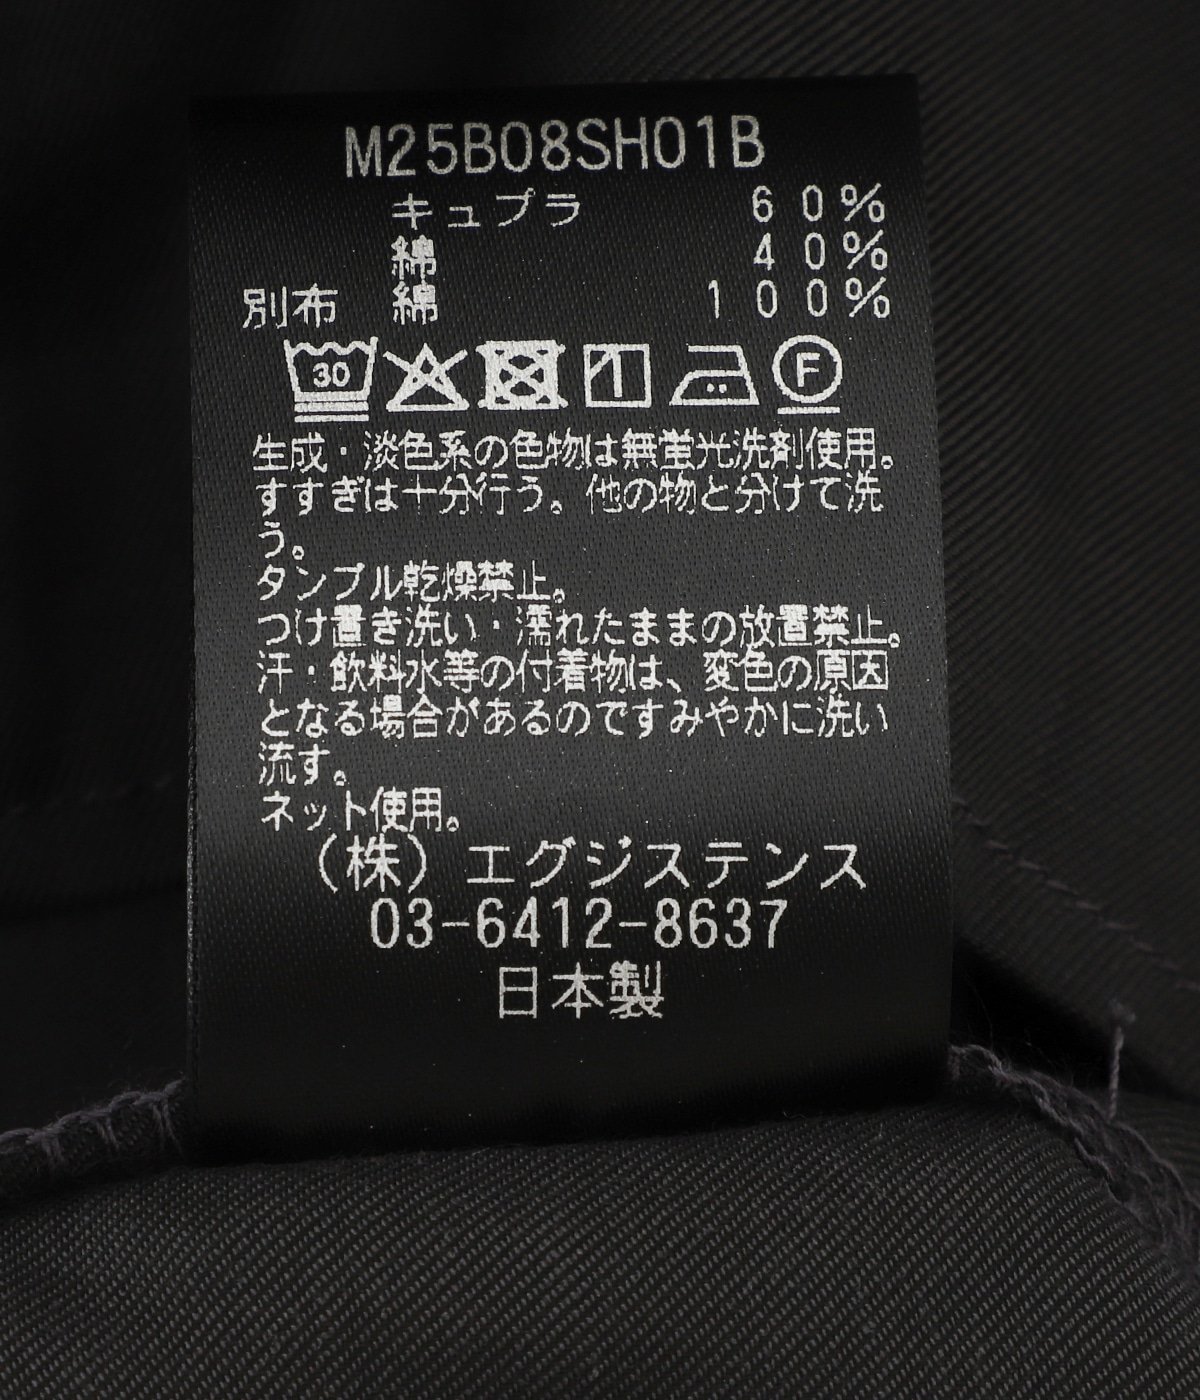 M25B08SH01B
キュプラ 60%
綿 40%
別布 綿 100%
30
F
生成・淡色系の色物は無蛍光洗剤使用。
すすぎは十分行う。他の物と分けて洗
う。
タンブル乾燥禁止。
つけ置き洗い・濡れたままの放置禁止。
汗・飲料水等の付着物は、変色の原因
となる場合があるのですみやかに洗い
流す。
ネット使用。
(株)エグジステンス
03-6412-8637
日本製